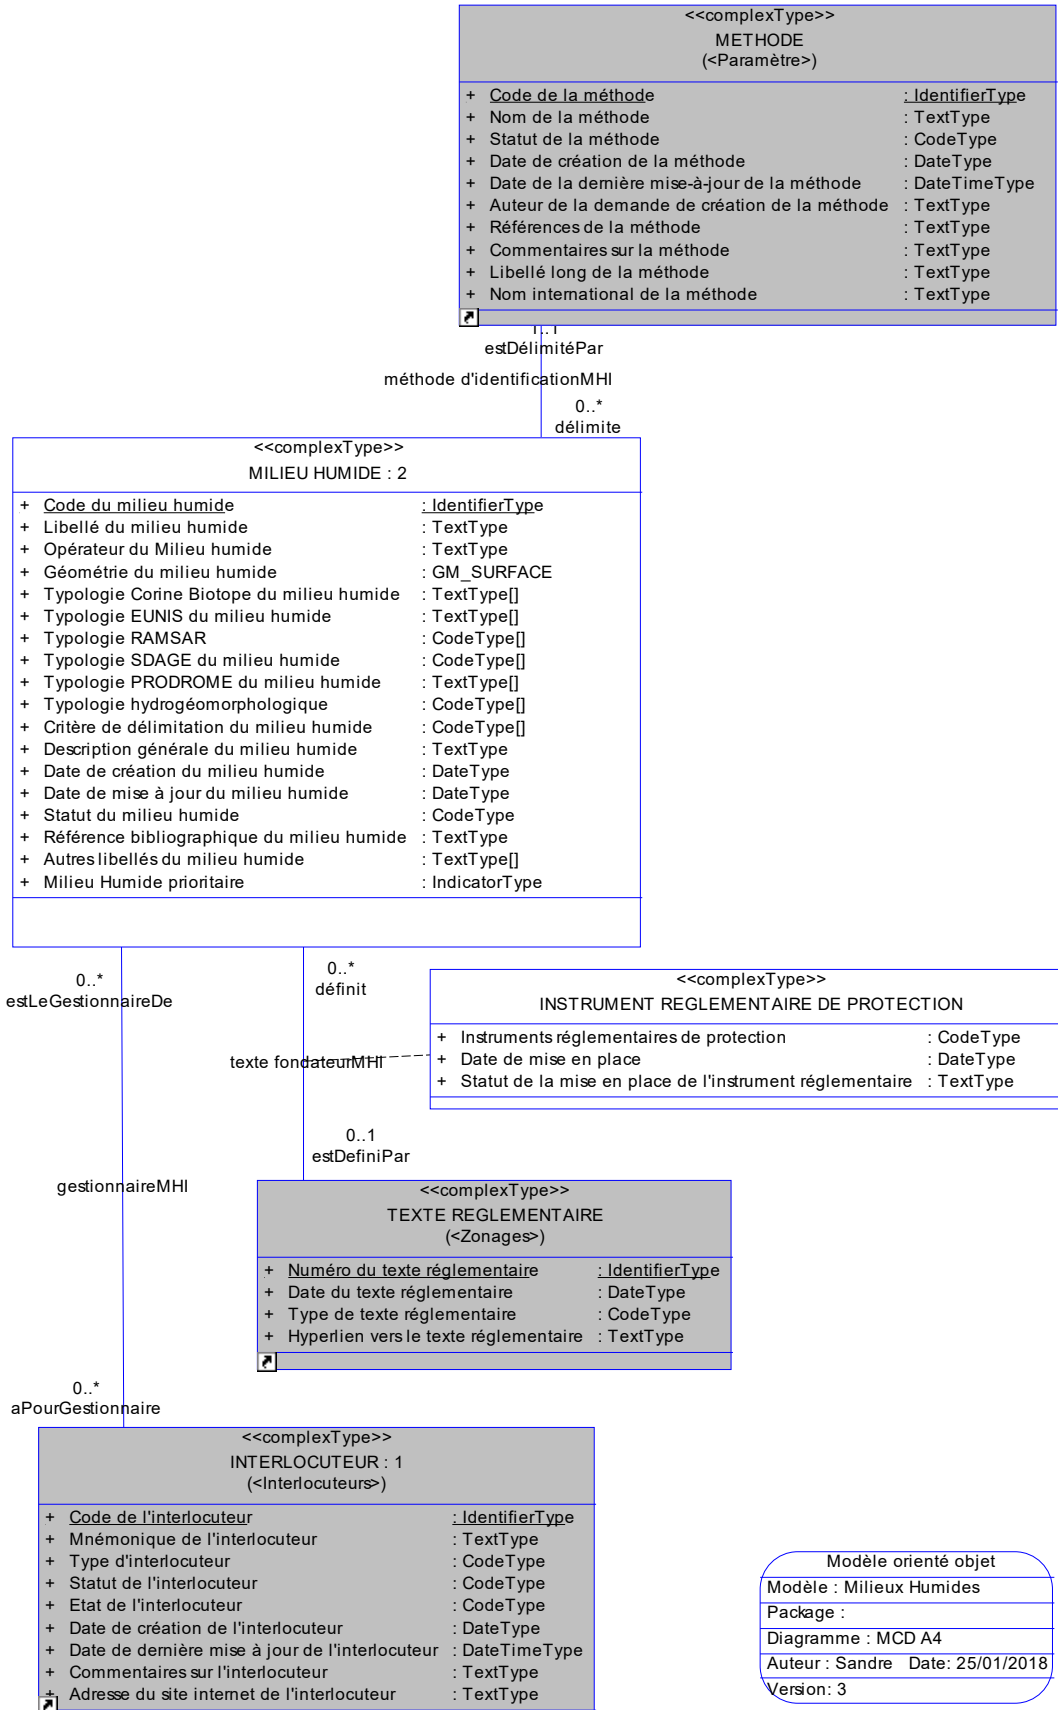 <<complexType>>
METHODE
(<Paramètre>)
+ Code de la méthode : IdentifierType
+ Nom de la méthode : TextType
+ Statut de la méthode : CodeType
+ Date de création de la méthode : DateType
+ Date de la dernière mise-à-jour de la méthode : DateTimeType
+ Auteur de la demande de création de la méthode : TextType
+ Références de la méthode : TextType
+ Commentaires sur la méthode : TextType
+ Libellé long de la méthode : TextType
+ Nom international de la méthode : TextType
1..1
estDélimitéPar
méthode d'identificationMHI
0..*
délimite
<<complexType>>
MILIEU HUMIDE : 2
+ Code du milieu humide : IdentifierType
+ Libellé du milieu humide : TextType
+ Opérateur du Milieu humide : TextType
+ Géométrie du milieu humide : GM_SURFACE
+ Typologie Corine Biotope du milieu humide : TextType[]
+ Typologie EUNIS du milieu humide : TextType[]
+ Typologie RAMSAR : CodeType[]
+ Typologie SDAGE du milieu humide : CodeType[]
+ Typologie PRODROME du milieu humide : TextType[]
+ Typologie hydrogéomorphologique : CodeType[]
+ Critère de délimitation du milieu humide : CodeType[]
+ Description générale du milieu humide : TextType
+ Date de création du milieu humide : DateType
+ Date de mise à jour du milieu humide : DateType
+ Statut du milieu humide : CodeType
+ Référence bibliographique du milieu humide : TextType
+ Autres libellés du milieu humide : TextType[]
+ Milieu Humide prioritaire : IndicatorType
0..*
estLeGestionnaireDe
0..*
définit
<<complexType>>
INSTRUMENT REGLEMENTAIRE DE PROTECTION
+ Instruments réglementaires de protection : CodeType
+ Date de mise en place : DateType
+ Statut de la mise en place de l'instrument réglementaire : TextType
texte fondateurMHI
0..1
estDefiniPar
gestionnaireMHI
<<complexType>>
TEXTE REGLEMENTAIRE
(<Zonages>)
+ Numéro du texte réglementaire : IdentifierType
+ Date du texte réglementaire : DateType
+ Type de texte réglementaire : CodeType
+ Hyperlien vers le texte réglementaire : TextType
0..*
aPourGestionnaire
<<complexType>>
INTERLOCUTEUR : 1
(<Interlocuteurs>)
+ Code de l'interlocuteur : IdentifierType
+ Mnémonique de l'interlocuteur : TextType
+ Type d'interlocuteur : CodeType
+ Statut de l'interlocuteur : CodeType
+ Etat de l'interlocuteur : CodeType
+ Date de création de l'interlocuteur : DateType
+ Date de dernière mise à jour de l'interlocuteur : DateTimeType
+ Commentaires sur l'interlocuteur : TextType
+ Adresse du site internet de l'interlocuteur : TextType
Modèle orienté objet
Modèle : Milieux Humides
Package :
Diagramme : MCD A4
Auteur : Sandre Date: 25/01/2018
Version: 3